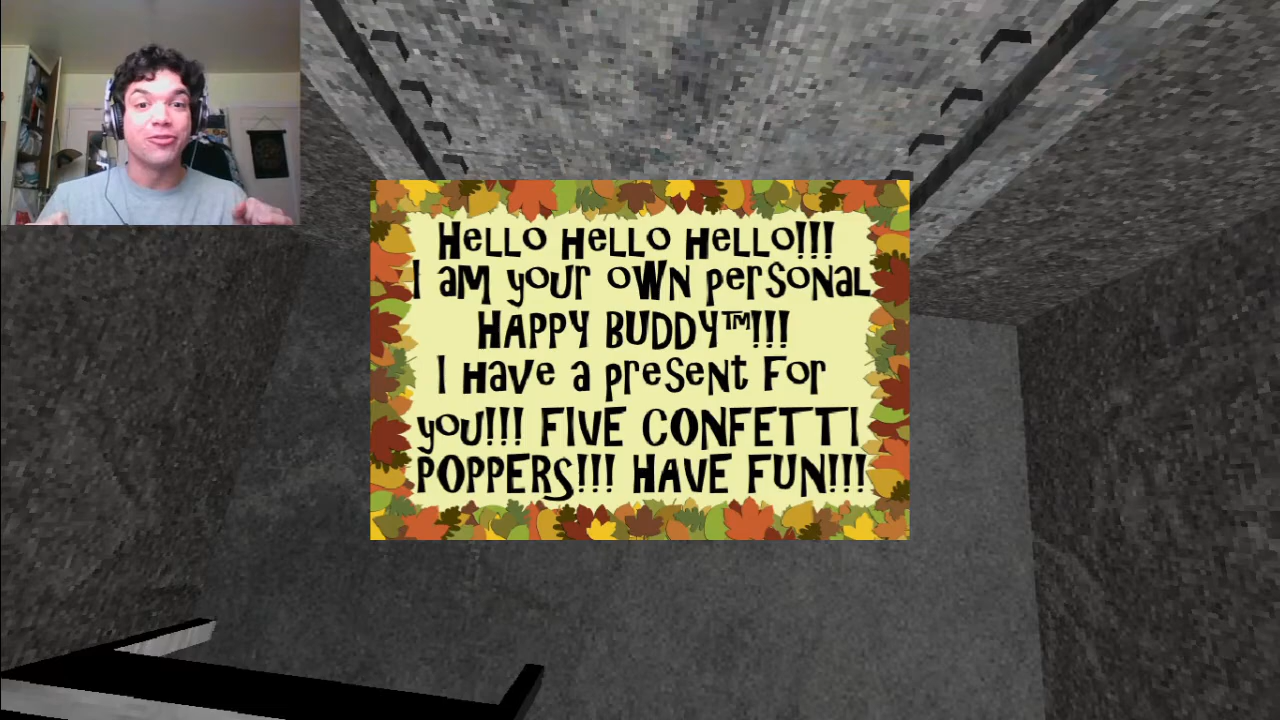 Hello Hello Hello!!!
I am your own personal
HAPPY BUDDY™!!!
I Have a present For
you!!! FIVE CONFETTI
POPPERS!!! HAVE FUN!!!